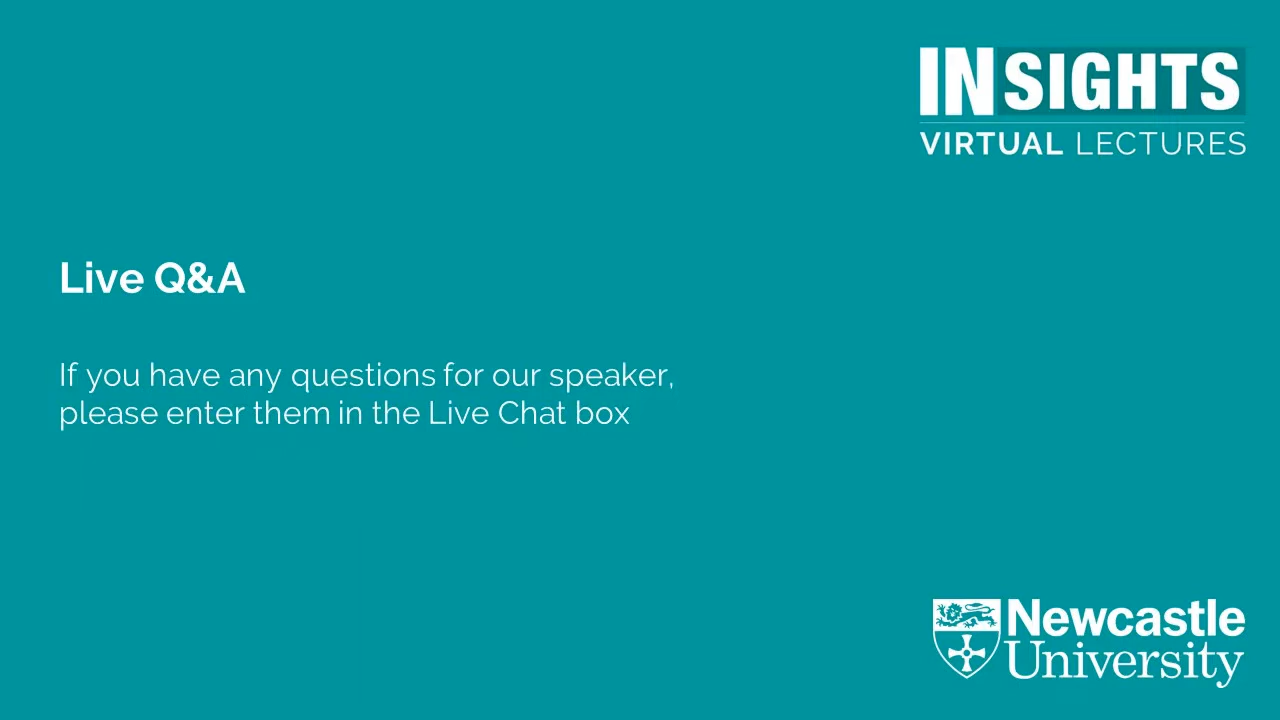 INSIGHTS
VIRTUAL LECTURES
Live Q&A
If you have any questions for our speaker,
please enter them in the Live Chat box
Newcastle
University